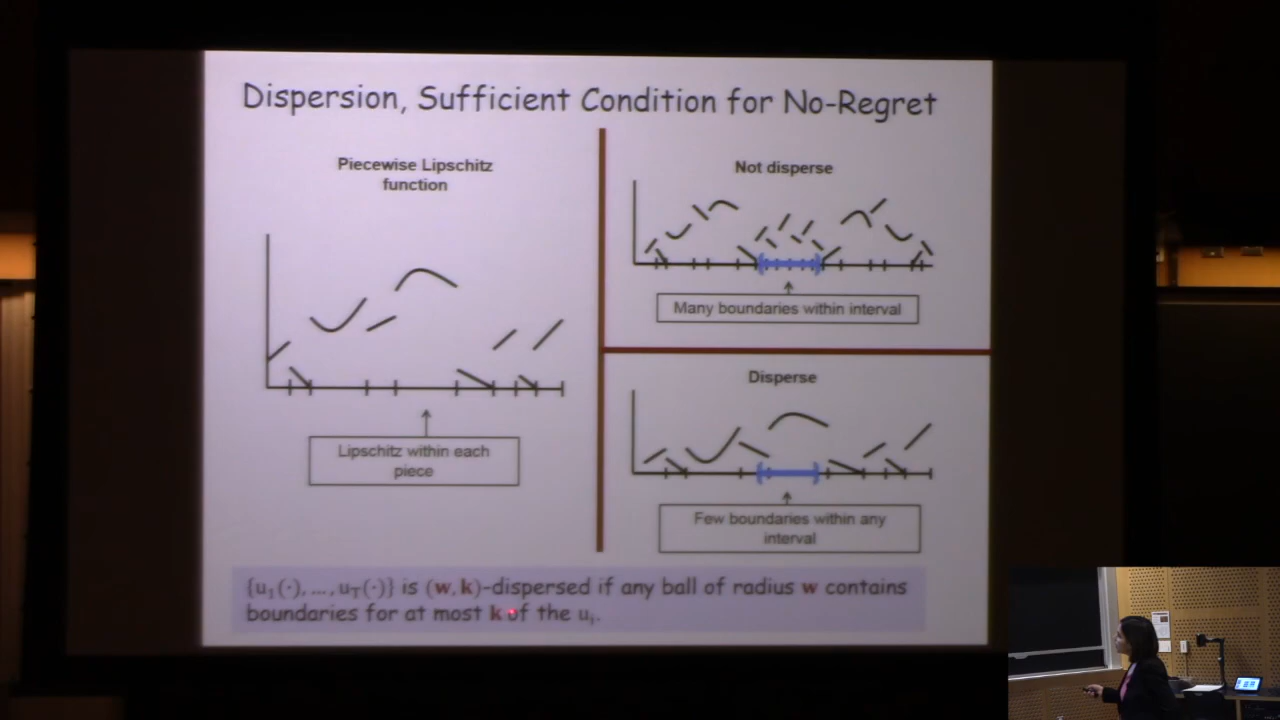 Dispersion, Sufficient Condition for No-Regret
Piecewise Lipschitz
function
Lipschitz within each
piece
Not disperse
Many boundaries within interval
Disperse
Few boundaries within any
interval
{u₁(·), …, u_T(·)} is (w, k)-dispersed if any ball of radius w contains
boundaries for at most k of the uᵢ.